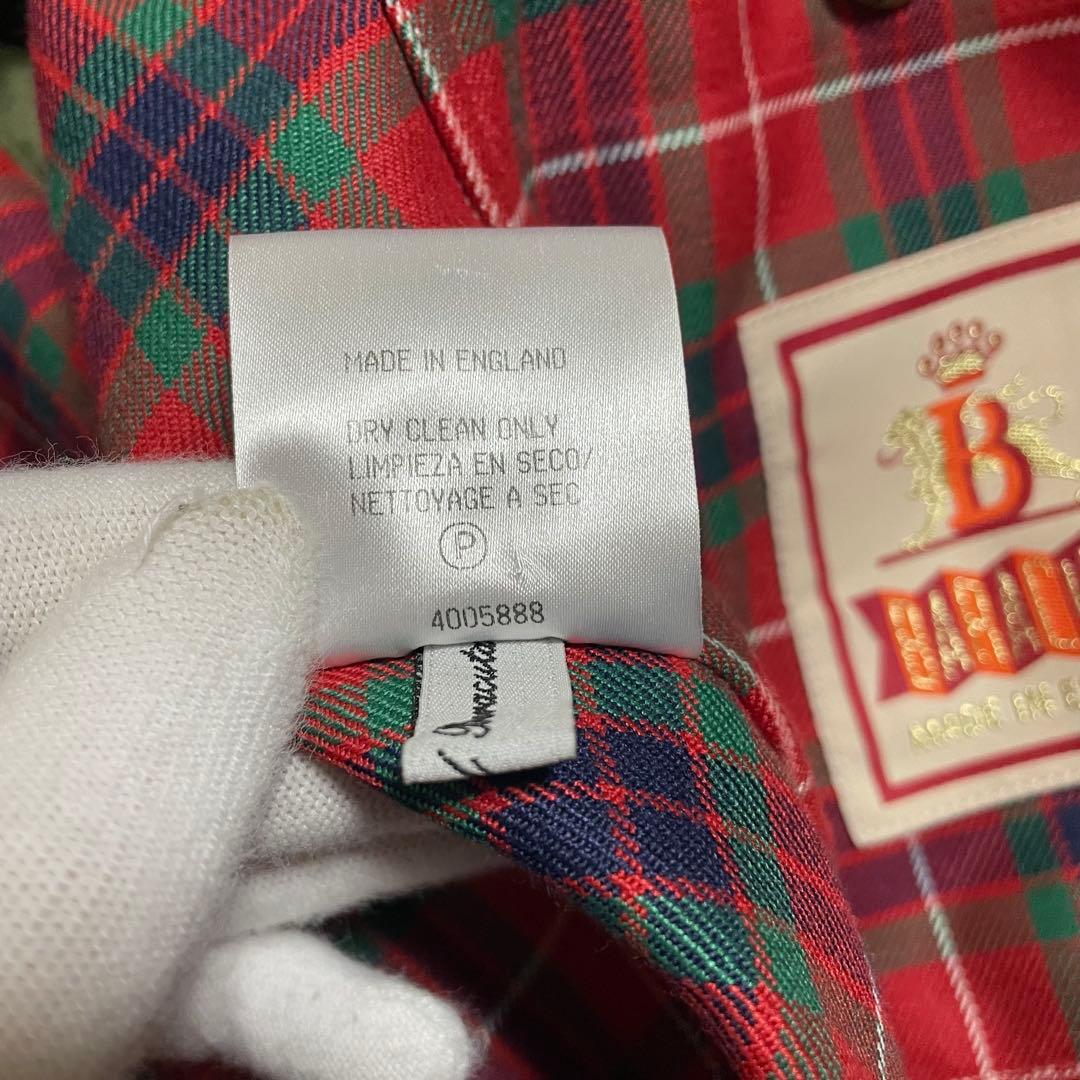 MADE IN ENGLAND
DRY CLEAN ONLY
LIMPIEZA EN SECO/
NETTOYAGE A SEC
P
4005888
B